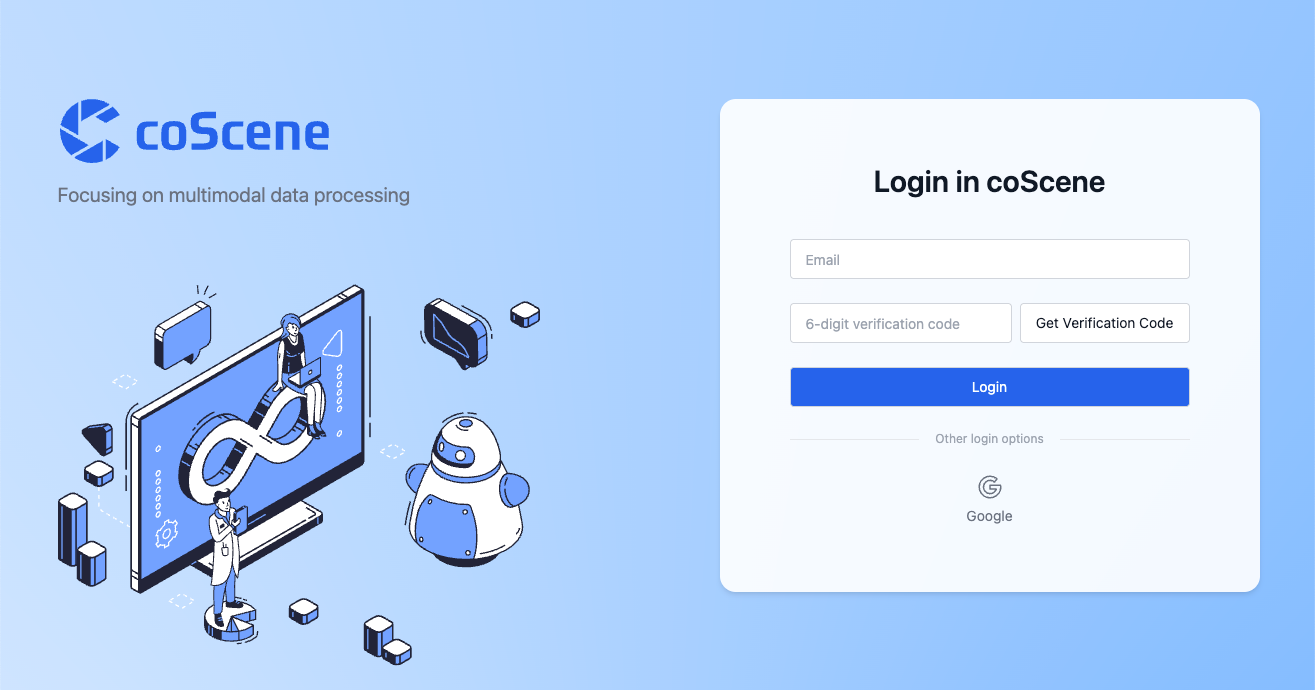 coScene
Focusing on multimodal data processing
Login in coScene
Email
6-digit verification code
Get Verification Code
Login
Other login options
Google